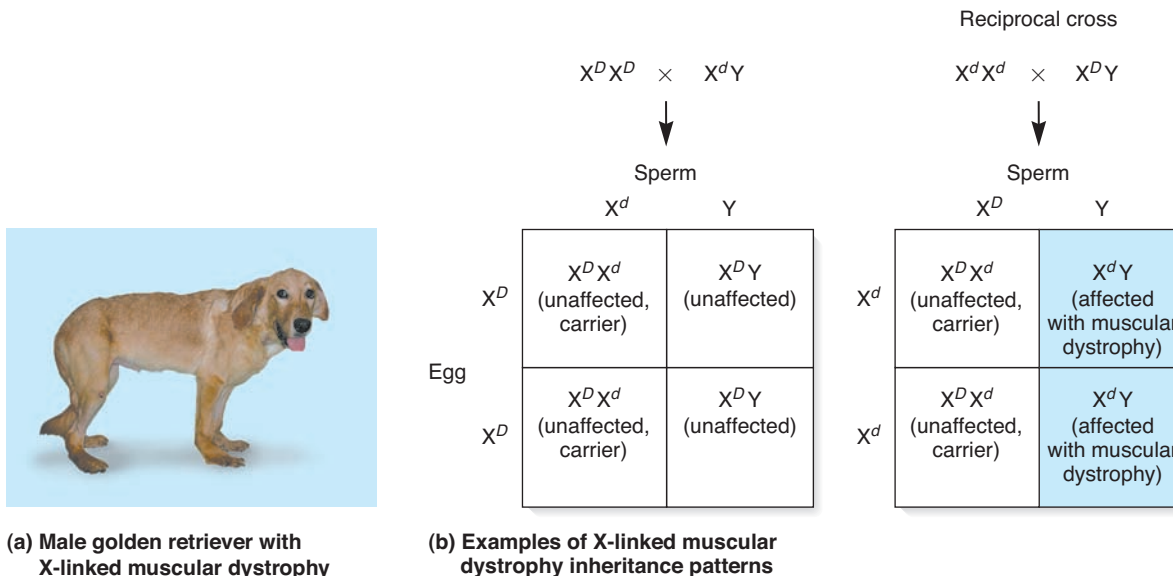 Reciprocal cross
X^D X^D × X^d Y
X^d X^d × X^D Y
Sperm
Sperm
X^d Y
X^D Y
Egg
X^D
X^D X^d
(unaffected,
carrier)
X^D Y
(unaffected)
X^D
X^D X^d
(unaffected,
carrier)
X^D Y
(unaffected)
X^d
X^D X^d
(unaffected,
carrier)
X^d Y
(affected
with muscular
dystrophy)
X^d
X^D X^d
(unaffected,
carrier)
X^d Y
(affected
with muscular
dystrophy)
(a) Male golden retriever with
X-linked muscular dystrophy
(b) Examples of X-linked muscular
dystrophy inheritance patterns